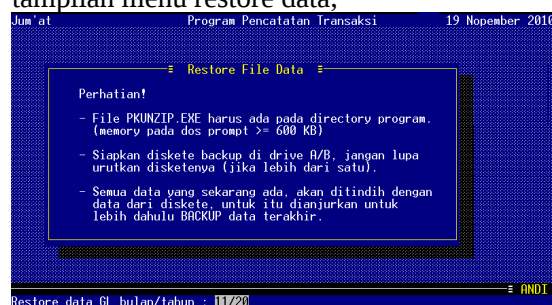 tampilan menu restore data;
Jum'at Program Pencatatan Transaksi 19 Nopember 2010
Restore File Data
Perhatian!
- File PKUNZIP.EXE harus ada pada directory program.
(memory pada dos prompt >= 600 KB)
- Siapkan diskete backup di drive A/B, jangan lupa
urutkan disketenya (jika lebih dari satu).
- Semua data yang sekarang ada, akan ditindih dengan
data dari diskete, untuk itu dianjurkan untuk
lebih dahulu BACKUP data terakhir.
ANDI
Restore data GL bulan/tahun : 11/20